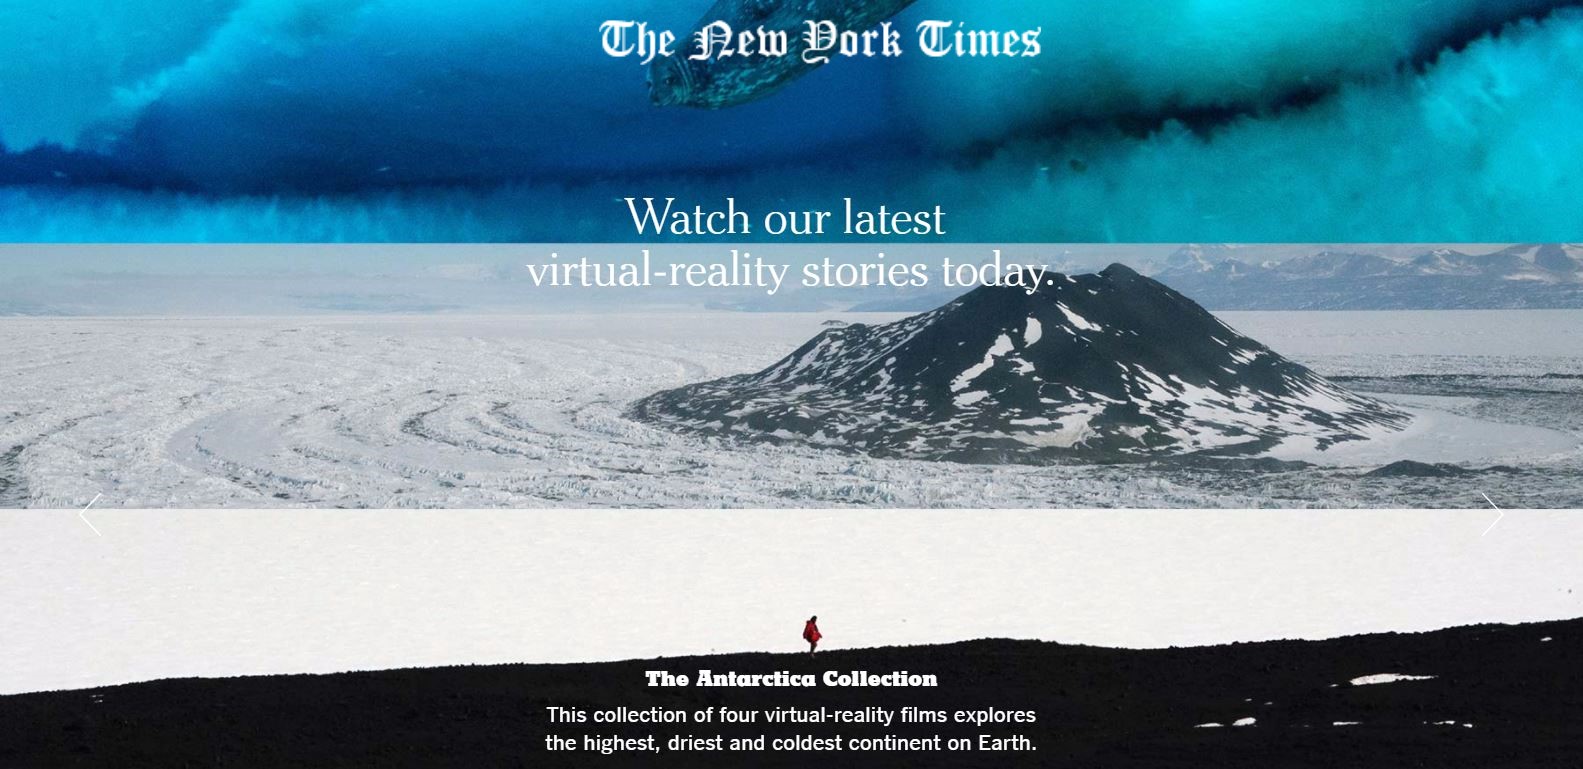 The New York Times
Watch our latest
virtual-reality stories today.
The Antarctica Collection
This collection of four virtual-reality films explores
the highest, driest and coldest continent on Earth.